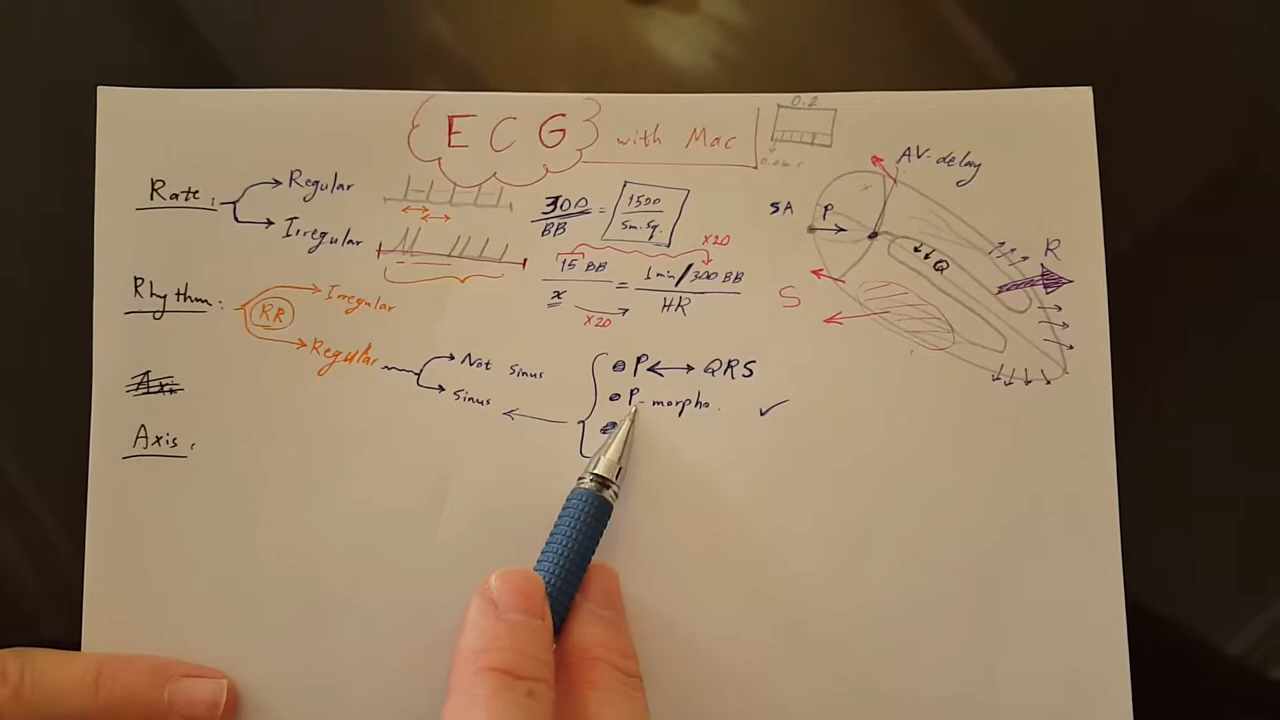 ECG with Mac
0.2
AV-delay
Rate:
Regular
Irregular
300
BB
=
1500
Sm.Sq.
SA
P
Q
R
S
15 BB
x
=
1 min/300 BB
HR
x20
x20
Rhythm:
RR
Irregular
Regular
Not sinus
Sinus
P ↔ QRS
P-morpho. ✓
Axis: